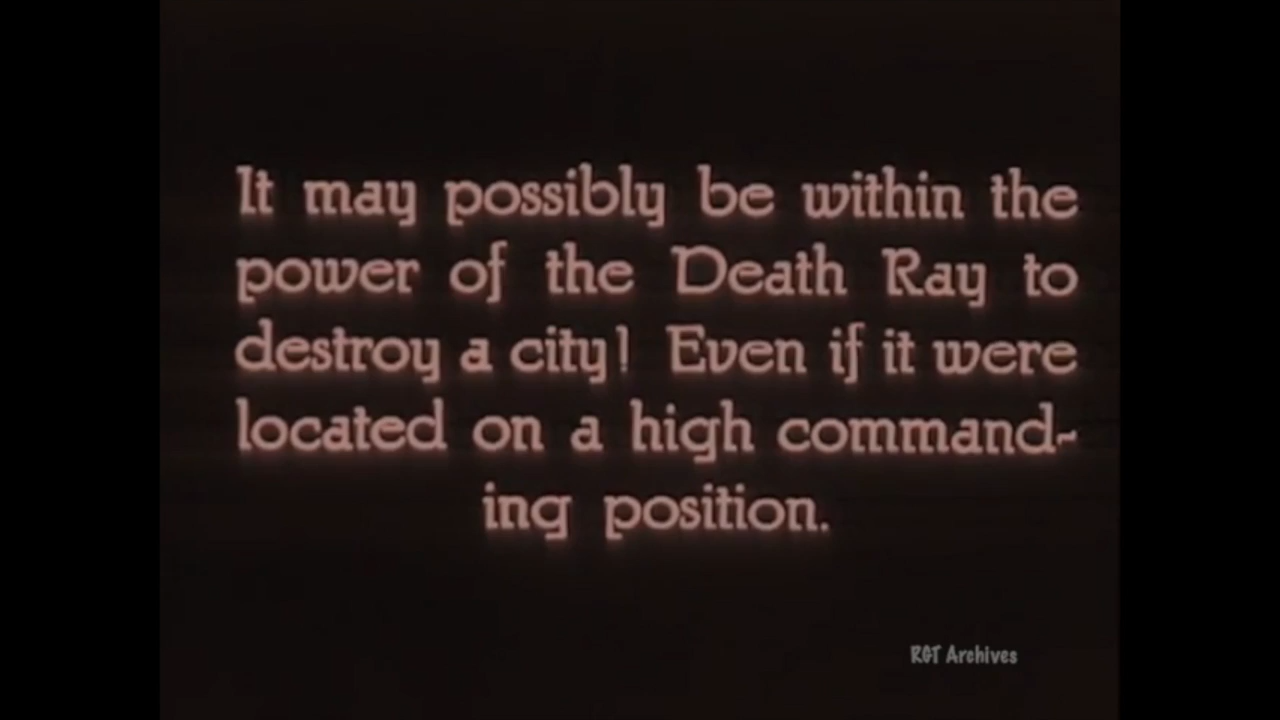 It may possibly be within the
power of the Death Ray to
destroy a city! Even if it were
located on a high command-
ing position.
RGT Archives